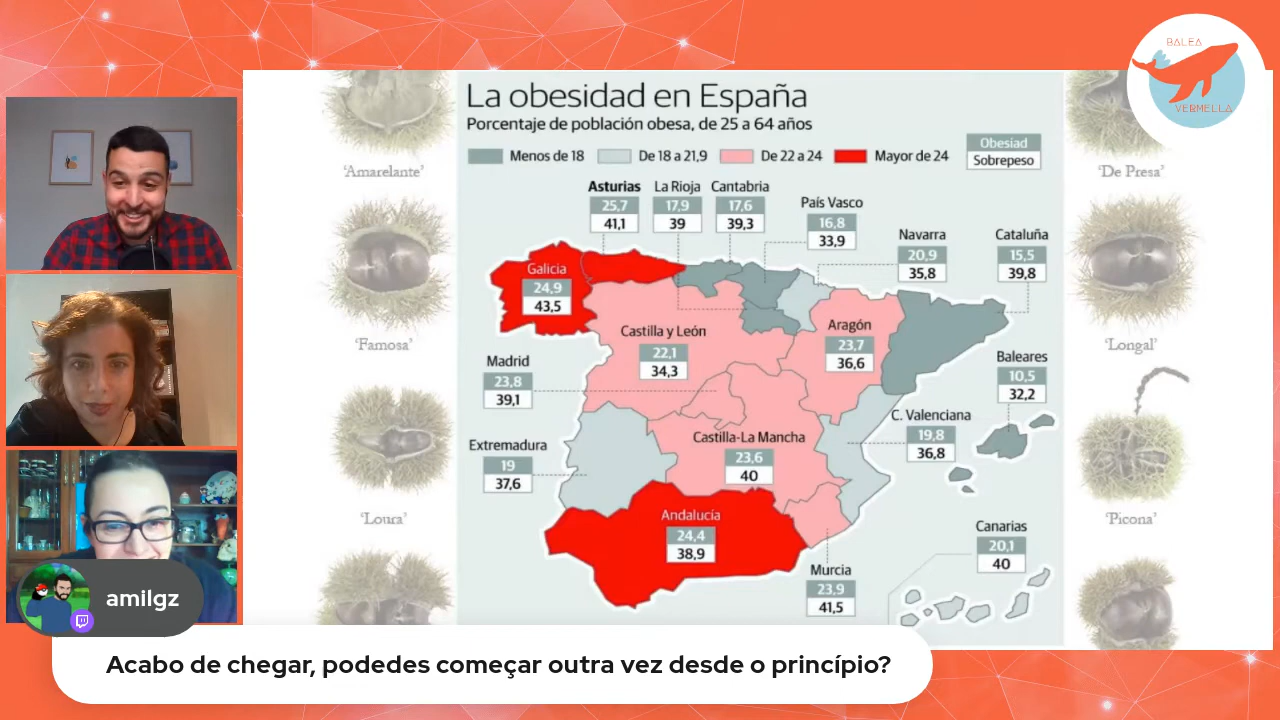 BALEA
VERMELLA
La obesidad en España
Porcentaje de población obesa, de 25 a 64 años
Menos de 18
De 18 a 21,9
De 22 a 24
Mayor de 24
Obesiad
Sobrepeso
'Amarelante'
'De Presa'
Asturias
25,7
41,1
La Rioja
17,9
39
Cantabria
17,6
39,3
País Vasco
16,8
33,9
Navarra
20,9
35,8
Cataluña
15,5
39,8
Galicia
24,9
43,5
Castilla y León
22,1
34,3
Aragón
23,7
36,6
'Famosa'
'Longal'
Madrid
23,8
39,1
Baleares
10,5
32,2
C. Valenciana
19,8
36,8
Extremadura
19
37,6
Castilla-La Mancha
23,6
40
'Loura'
'Picona'
Andalucía
24,4
38,9
Canarias
20,1
40
Murcia
23,9
41,5
amilgz
Acabo de chegar, podedes começar outra vez desde o princípio?